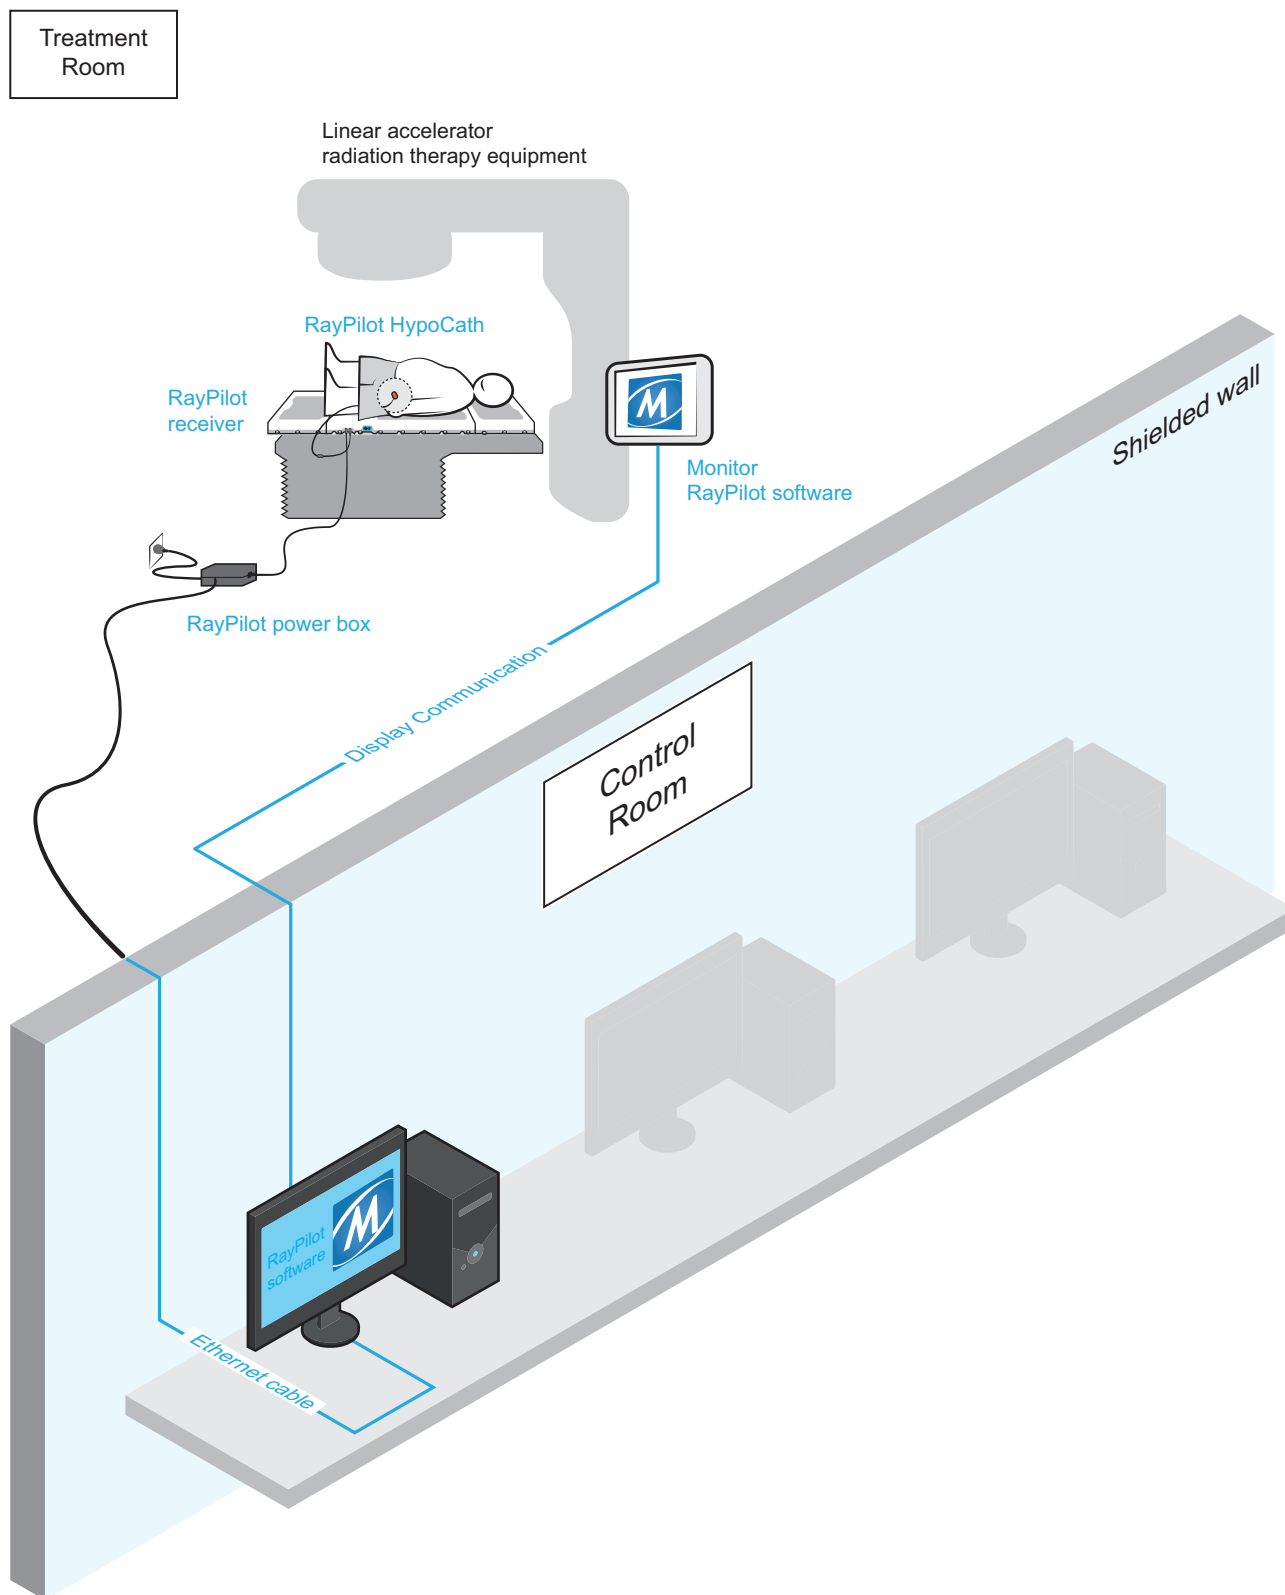 Treatment
Room
Linear accelerator
radiation therapy equipment
RayPilot HypoCath
RayPilot
receiver
M
Monitor
RayPilot software
Shielded wall
RayPilot power box
Display Communication
Control
Room
RayPilot
software
M
Ethernet cable